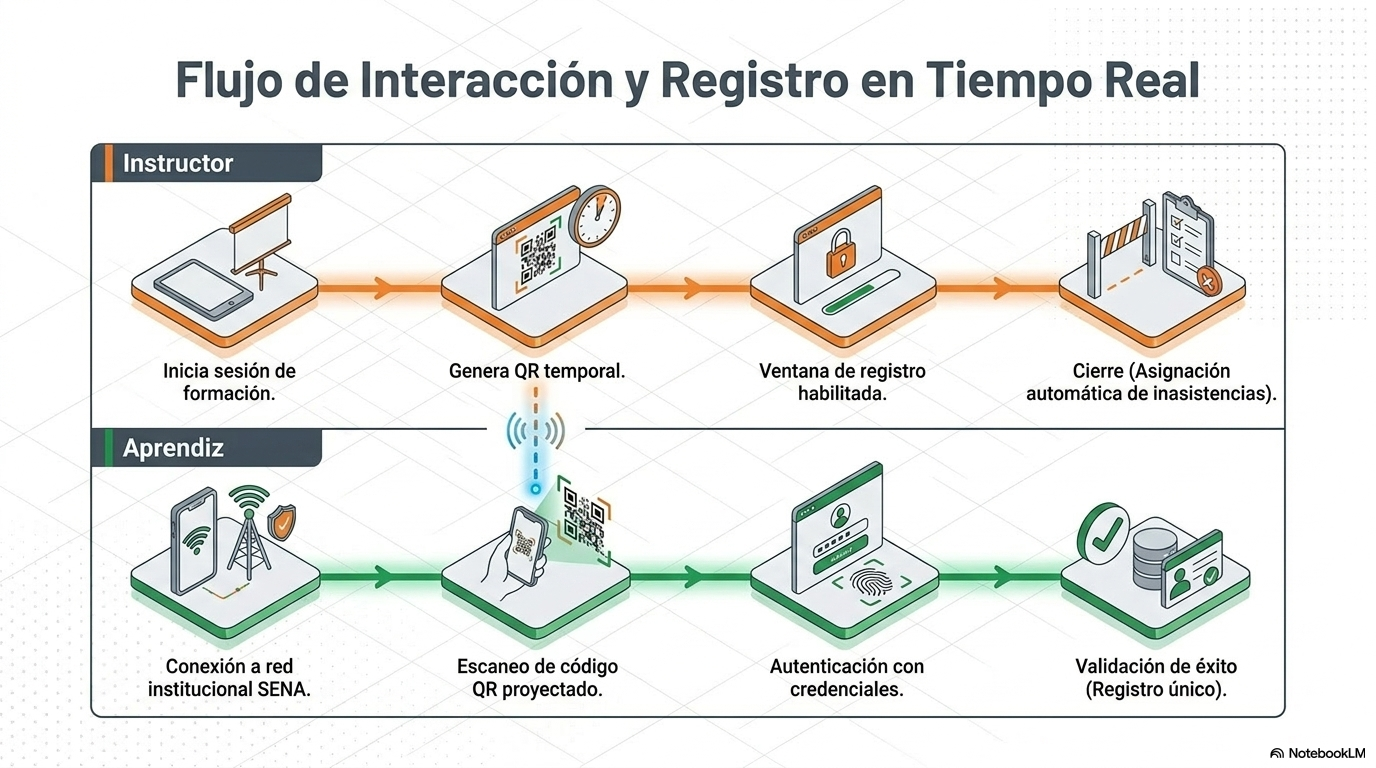 Flujo de Interacción y Registro en Tiempo Real
Instructor
Inicia sesión de
formación.
Genera QR temporal.
Ventana de registro
habilitada.
Cierre (Asignación
automática de inasistencias).
Aprendiz
Conexión a red
institucional SENA.
Escaneo de código
QR proyectado.
Autenticación con
credenciales.
Validación de éxito
(Registro único).
NotebookLM